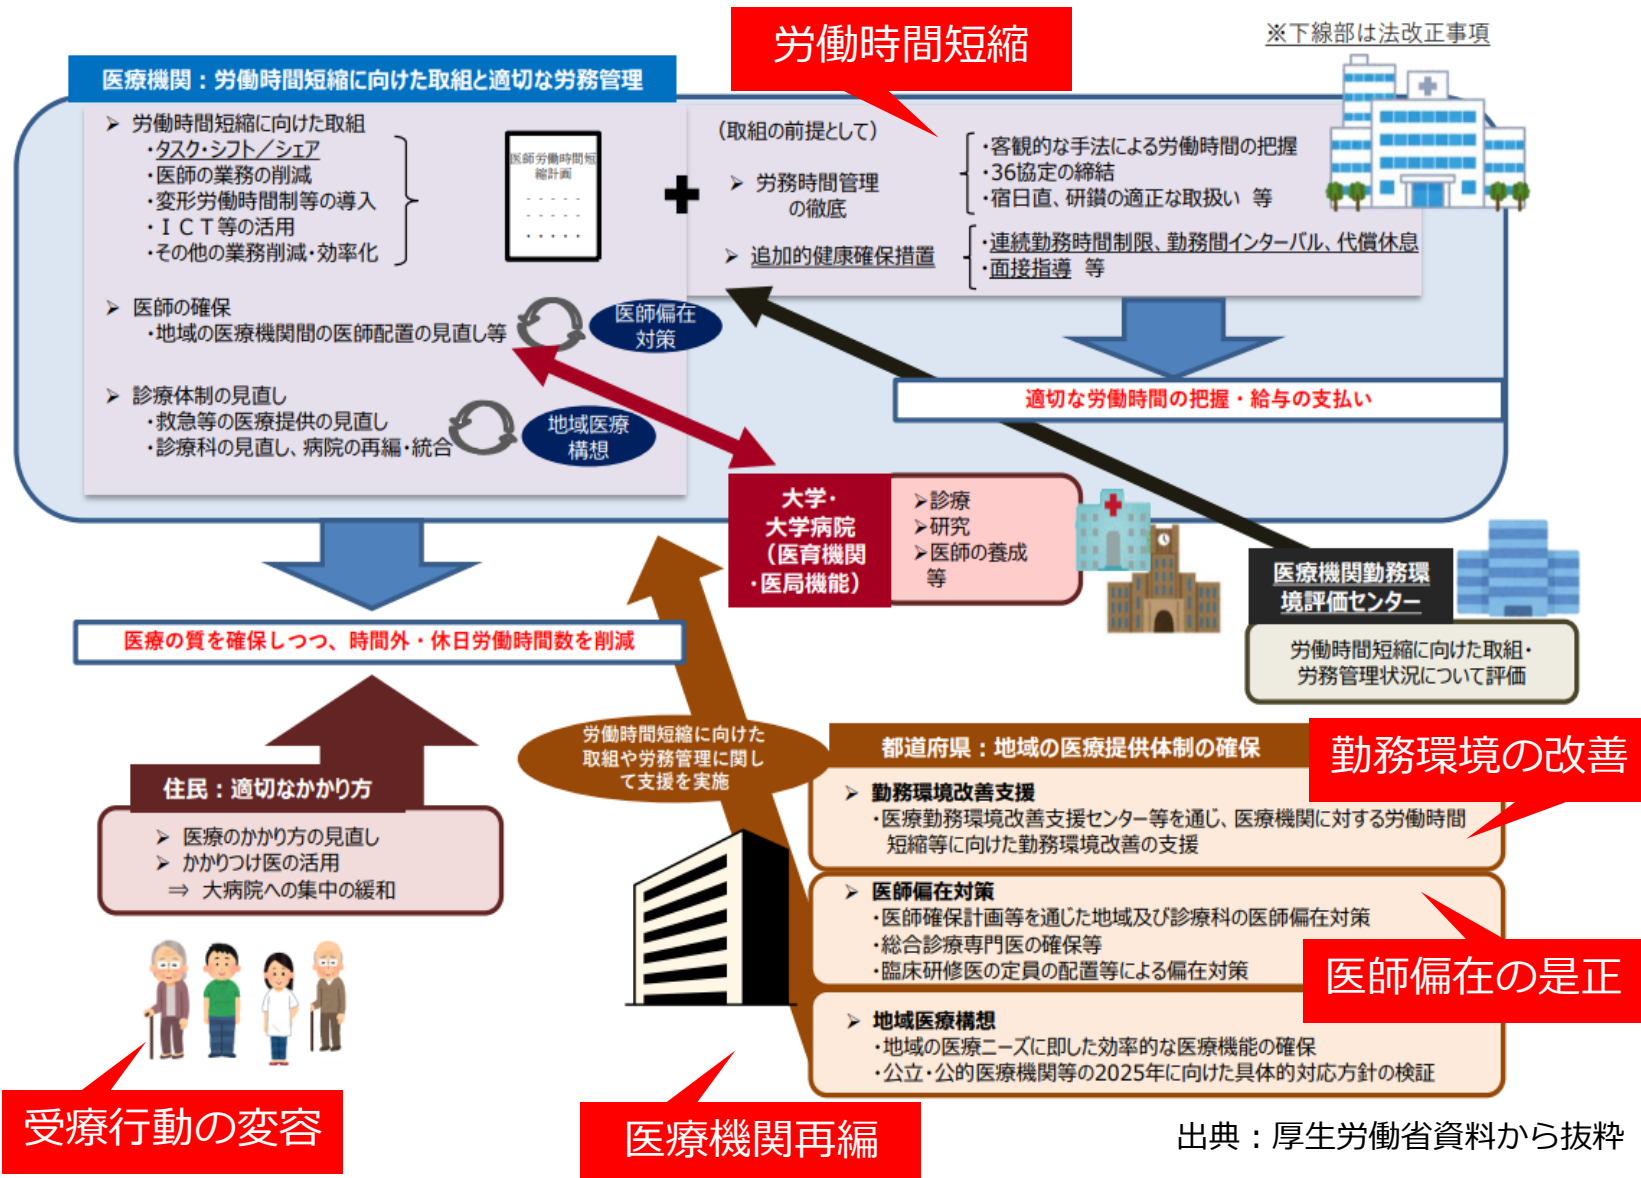 労働時間短縮
※下線部は法改正事項
医療機関：労働時間短縮に向けた取組と適切な労務管理
➢ 労働時間短縮に向けた取組
・タスク・シフト／シェア
・医師の業務の削減
・変形労働時間制等の導入
・ＩＣＴ等の活用
・その他の業務削減・効率化
医師労働時間短
縮計画
（取組の前提として）
➢ 労務時間管理
の徹底
・客観的な手法による労働時間の把握
・36協定の締結
・宿日直、研鑚の適正な取扱い 等
➢ 追加的健康確保措置
・連続勤務時間制限、勤務間インターバル、代償休息
・面接指導 等
➢ 医師の確保
・地域の医療機関間の医師配置の見直し等
医師偏在
対策
➢ 診療体制の見直し
・救急等の医療提供の見直し
・診療科の見直し、病院の再編・統合
地域医療
構想
適切な労働時間の把握・給与の支払い
大学・
大学病院
（医育機関
・医局機能）
➢診療
➢研究
➢医師の養成
等
医療機関勤務環
境評価センター
労働時間短縮に向けた取組・
労務管理状況について評価
医療の質を確保しつつ、時間外・休日労働時間数を削減
労働時間短縮に向けた
取組や労務管理に関し
て支援を実施
住民：適切なかかり方
➢ 医療のかかり方の見直し
➢ かかりつけ医の活用
⇒ 大病院への集中の緩和
都道府県：地域の医療提供体制の確保
勤務環境の改善
➢ 勤務環境改善支援
・医療勤務環境改善支援センター等を通じ、医療機関に対する労働時間
短縮等に向けた勤務環境改善の支援
➢ 医師偏在対策
・医師確保計画等を通じた地域及び診療科の医師偏在対策
・総合診療専門医の確保等
・臨床研修医の定員の配置等による偏在対策
医師偏在の是正
➢ 地域医療構想
・地域の医療ニーズに即した効率的な医療機能の確保
・公立・公的医療機関等の2025年に向けた具体的対応方針の検証
受療行動の変容
医療機関再編
出典：厚生労働省資料から抜粋